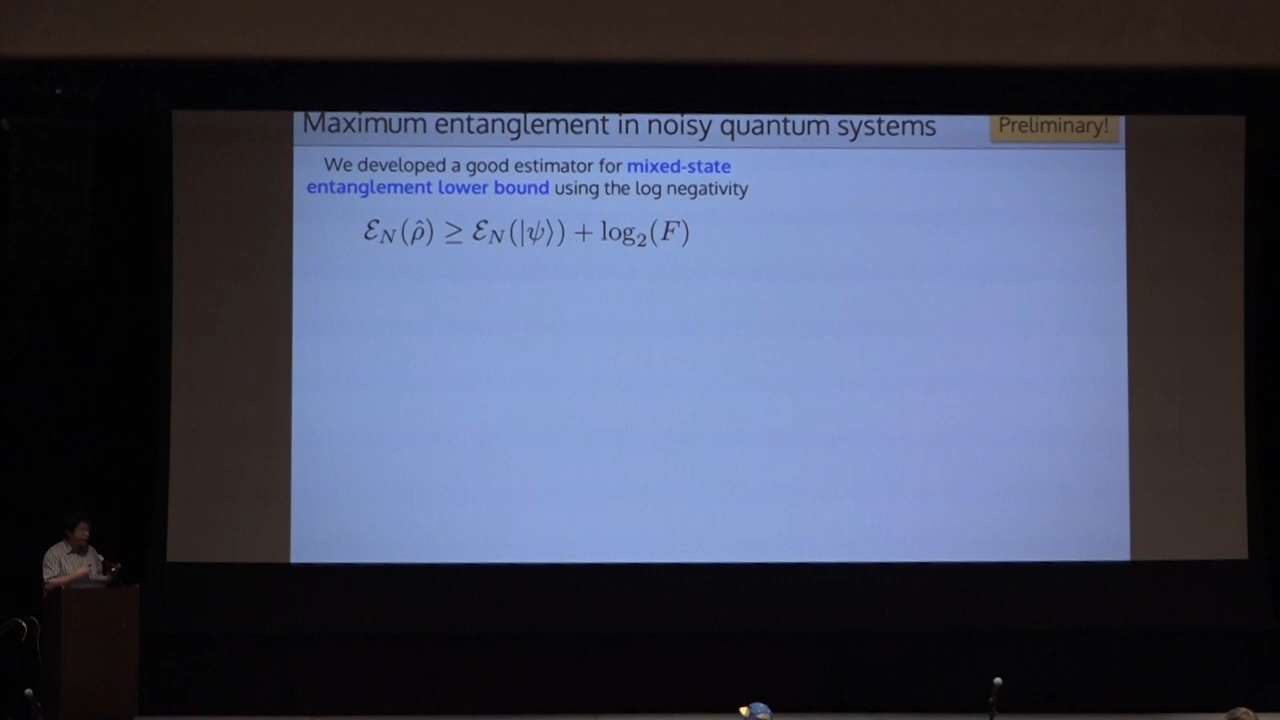 Maximum entanglement in noisy quantum systems
Preliminary!
We developed a good estimator for mixed-state
entanglement lower bound using the log negativity
ℰ_N(ρ̂) ≥ ℰ_N(|ψ⟩) + log₂(F)